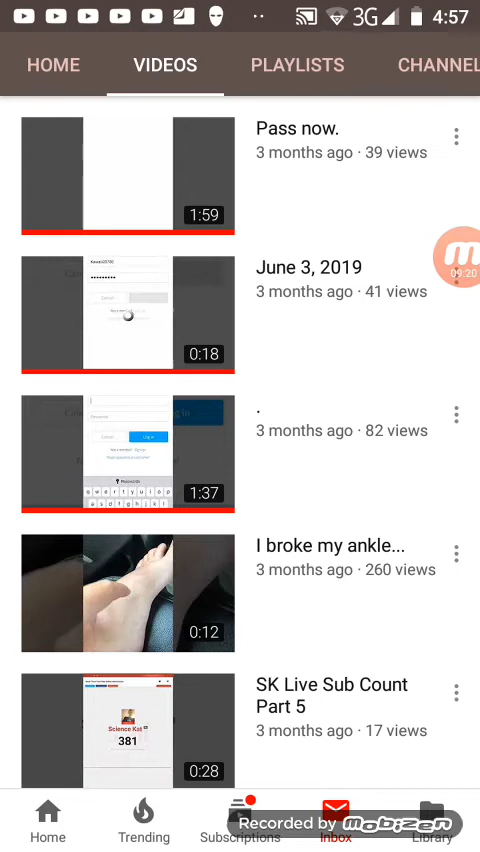 3G 4:57
HOME VIDEOS PLAYLISTS CHANNEL
Pass now.
3 months ago · 39 views
1:59
June 3, 2019
3 months ago · 41 views
0:18
09:20
.
3 months ago · 82 views
Log in
1:37
I broke my ankle...
3 months ago · 260 views
0:12
SK Live Sub Count
Part 5
3 months ago · 17 views
Science Kat
381
0:28
Home Trending Subscriptions Inbox Library
Recorded by mobizen